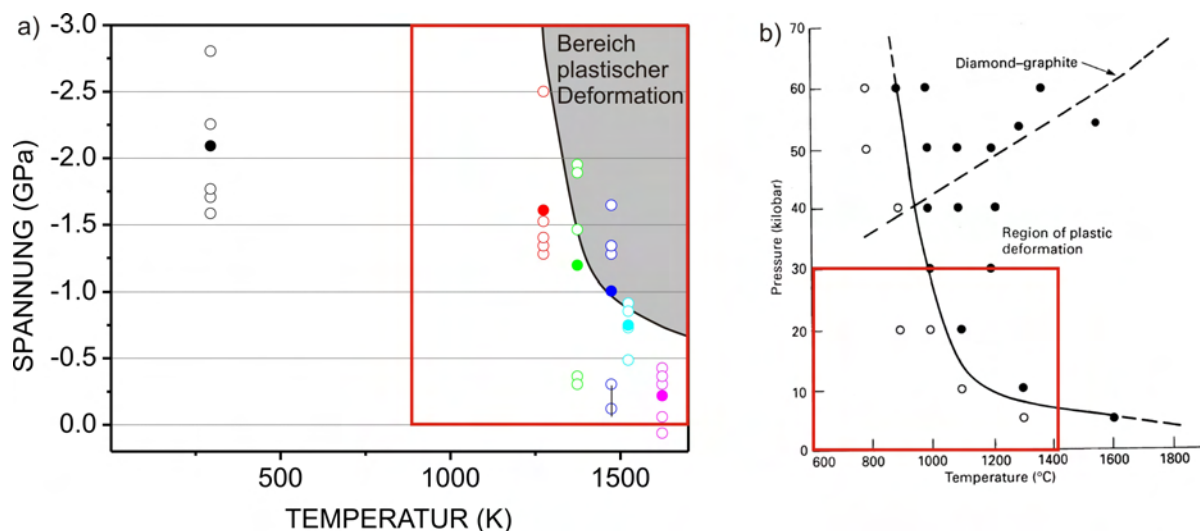 a)
-3.0
-2.5
-2.0
-1.5
-1.0
-0.5
0.0
SPANNUNG (GPa)
Bereich
plastischer
Deformation
500
1000
1500
TEMPERATUR (K)
b)
70
60
50
40
30
20
10
0
Pressure (kilobar)
Diamond–graphite
Region of plastic
deformation
600
800
1000
1200
1400
1600
1800
Temperature (°C)